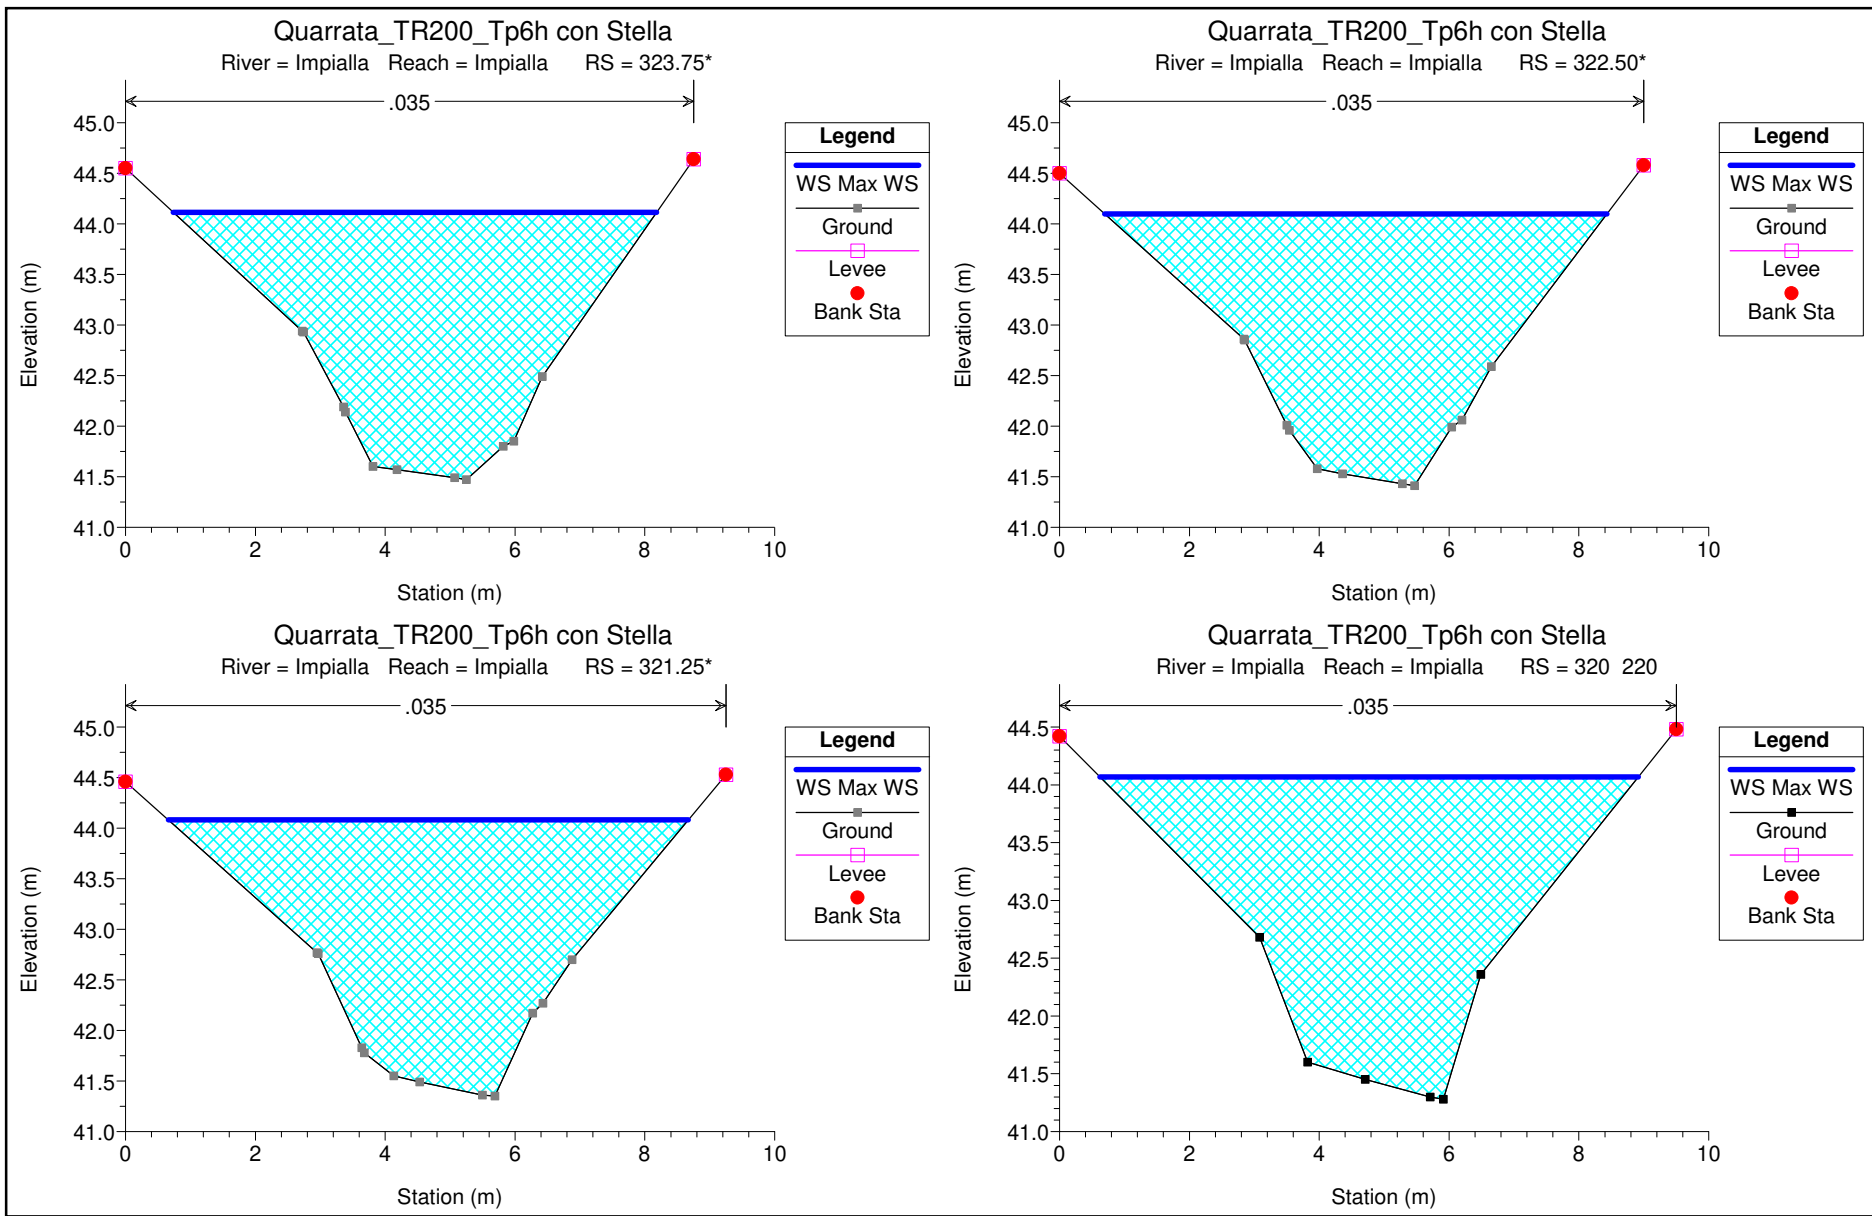 Quarrata_TR200_Tp6h con Stella
River = Impialla Reach = Impialla RS = 323.75*
.035
45.0
44.5
44.0
43.5
43.0
42.5
42.0
41.5
41.0
0 2 4 6 8 10
Elevation (m)
Station (m)
Legend
WS Max WS
Ground
Levee
Bank Sta
Quarrata_TR200_Tp6h con Stella
River = Impialla Reach = Impialla RS = 322.50*
.035
45.0
44.5
44.0
43.5
43.0
42.5
42.0
41.5
41.0
0 2 4 6 8 10
Elevation (m)
Station (m)
Legend
WS Max WS
Ground
Levee
Bank Sta
Quarrata_TR200_Tp6h con Stella
River = Impialla Reach = Impialla RS = 321.25*
.035
45.0
44.5
44.0
43.5
43.0
42.5
42.0
41.5
41.0
0 2 4 6 8 10
Elevation (m)
Station (m)
Legend
WS Max WS
Ground
Levee
Bank Sta
Quarrata_TR200_Tp6h con Stella
River = Impialla Reach = Impialla RS = 320 220
.035
44.5
44.0
43.5
43.0
42.5
42.0
41.5
41.0
0 2 4 6 8 10
Elevation (m)
Station (m)
Legend
WS Max WS
Ground
Levee
Bank Sta